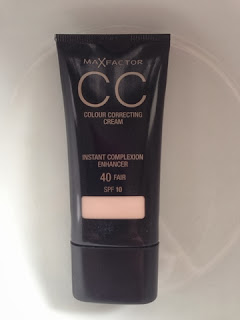 MAXFACTOR
CC
COLOUR CORRECTING
CREAM
INSTANT COMPLEXION
ENHANCER
40 FAIR
SPF 10